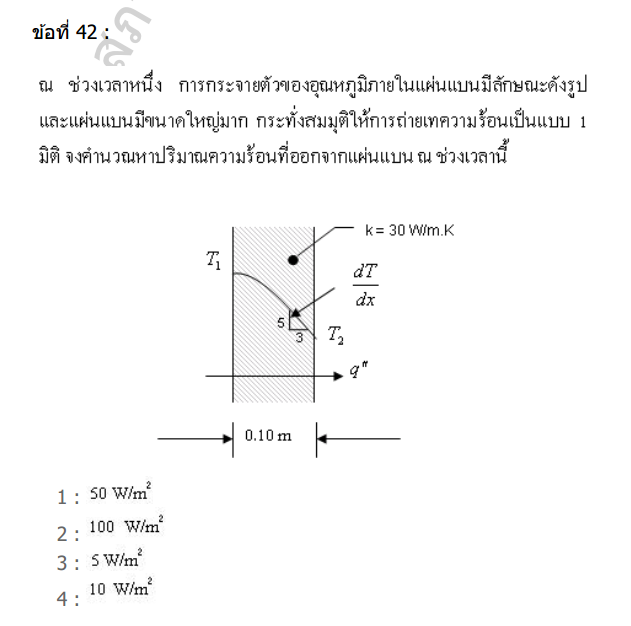 ข้อที่ 42 :
สภ
ณ ช่วงเวลาหนึ่ง การกระจายตัวของอุณหภูมิภายในแผ่นแบนมีลักษณะดังรูป
และแผ่นแบนมีขนาดใหญ่มาก กระทั่งสมมุติให้การถ่ายเทความร้อนเป็นแบบ 1
มิติ จงคำนวณหาปริมาณความร้อนที่ออกจากแผ่นแบน ณ ช่วงเวลานี้
k = 30 W/m.K
T₁
dT
dx
5
3
T₂
q"
0.10 m
1 : 50 W/m²
2 : 100 W/m²
3 : 5 W/m²
4 : 10 W/m²